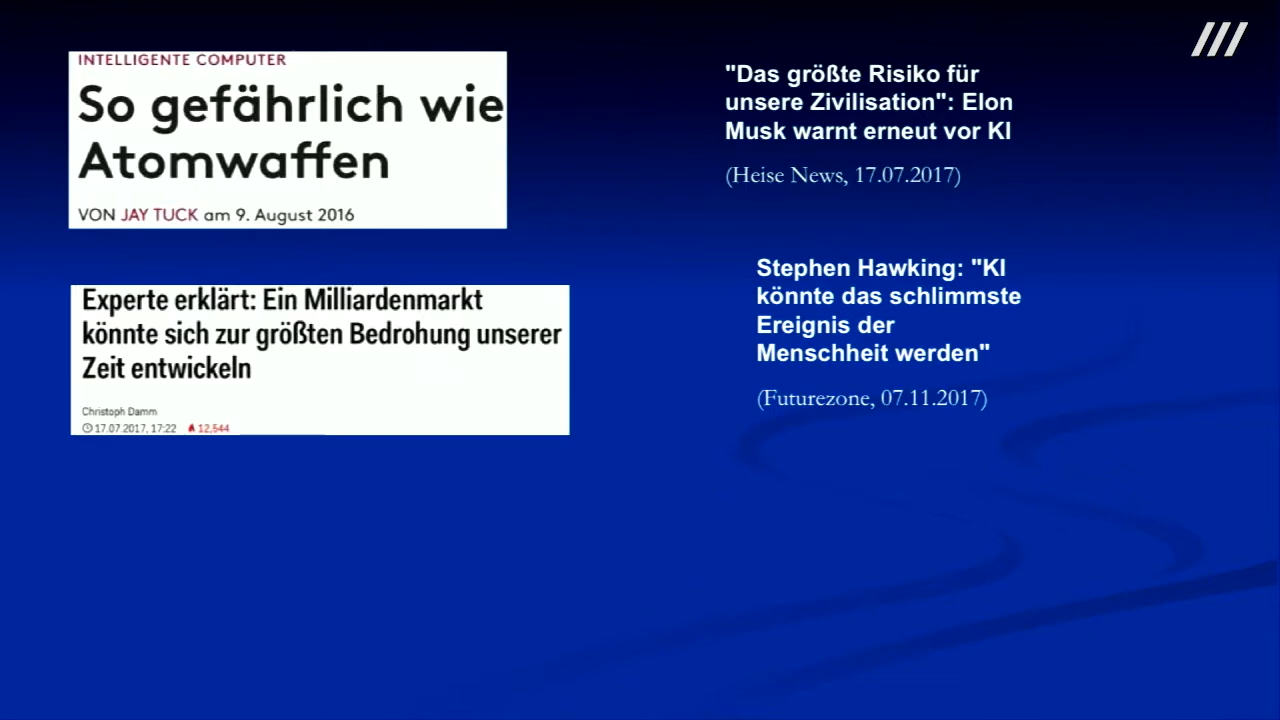 INTELLIGENTE COMPUTER
So gefährlich wie
Atomwaffen
VON JAY TUCK am 9. August 2016
Experte erklärt: Ein Milliardenmarkt
könnte sich zur größten Bedrohung unserer
Zeit entwickeln
Christoph Damm
17.07.2017, 17:22 12,544
"Das größte Risiko für
unsere Zivilisation": Elon
Musk warnt erneut vor KI
(Heise News, 17.07.2017)
Stephen Hawking: "KI
könnte das schlimmste
Ereignis der
Menschheit werden"
(Futurezone, 07.11.2017)